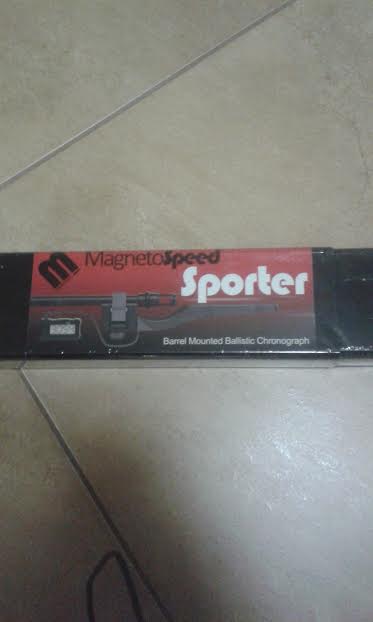 M MagnetoSpeed
Sporter
Barrel Mounted Ballistic Chronograph